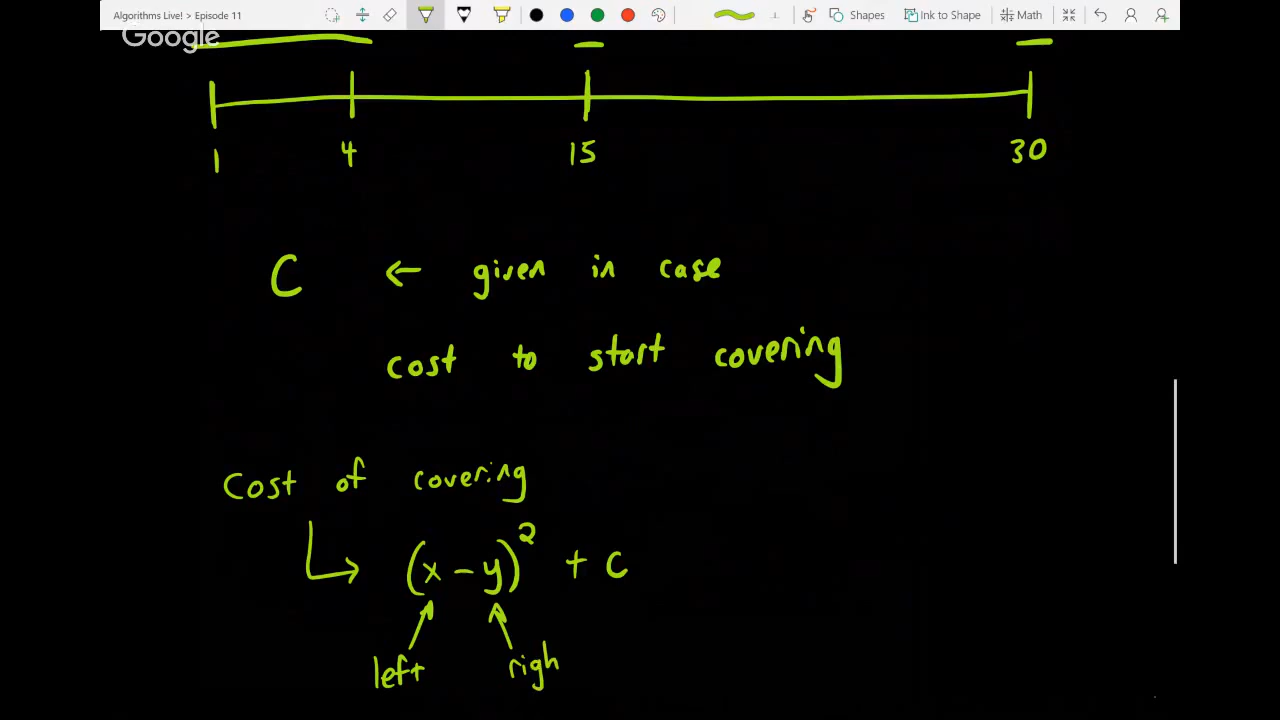 Algorithms Live! > Episode 11
Shapes
Ink to Shape
Math
Google
1 4 15 30
C ← given in case
cost to start covering
Cost of covering
(x - y)² + C
left righ